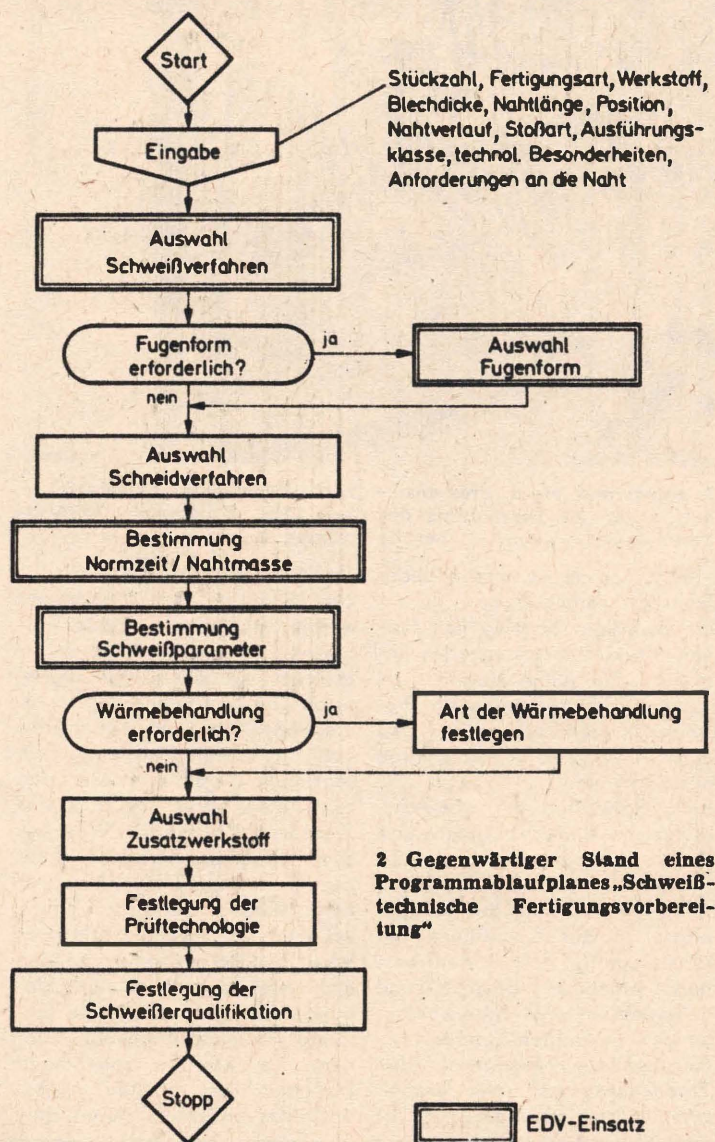 Start
Stückzahl, Fertigungsart, Werkstoff,
Blechdicke, Nahtlänge, Position,
Nahtverlauf, Stoßart, Ausführungs-
klasse, technol. Besonderheiten,
Anforderungen an die Naht
Eingabe
Auswahl
Schweißverfahren
Fugenform
erforderlich?
ja
Auswahl
Fugenform
nein
Auswahl
Schneidverfahren
Bestimmung
Normzeit / Nahtmasse
Bestimmung
Schweißparameter
Wärmebehandlung
erforderlich?
ja
Art der Wärmebehandlung
festlegen
nein
Auswahl
Zusatzwerkstoff
2 Gegenwärtiger Stand eines
Programmablaufplanes „Schweiß-
technische Fertigungsvorberei-
tung“
Festlegung der
Prüftechnologie
Festlegung der
Schweißerqualifikation
Stopp
EDV-Einsatz